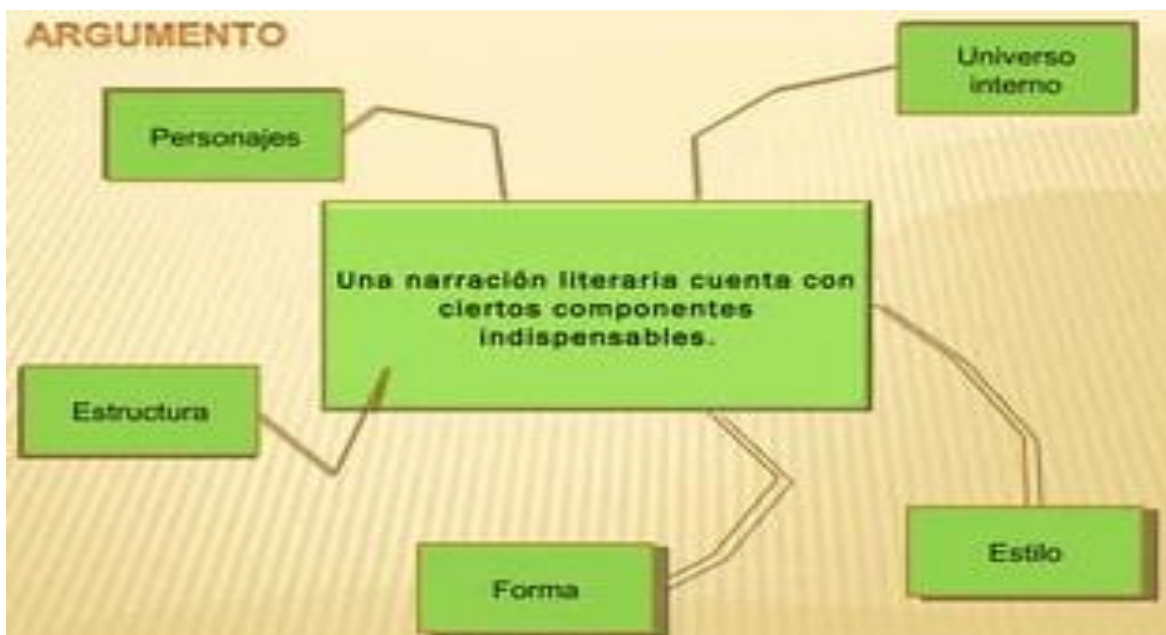 ARGUMENTO
Universo
interno
Personajes
Una narración literaria cuenta con
ciertos componentes
indispensables.
Estructura
Estilo
Forma